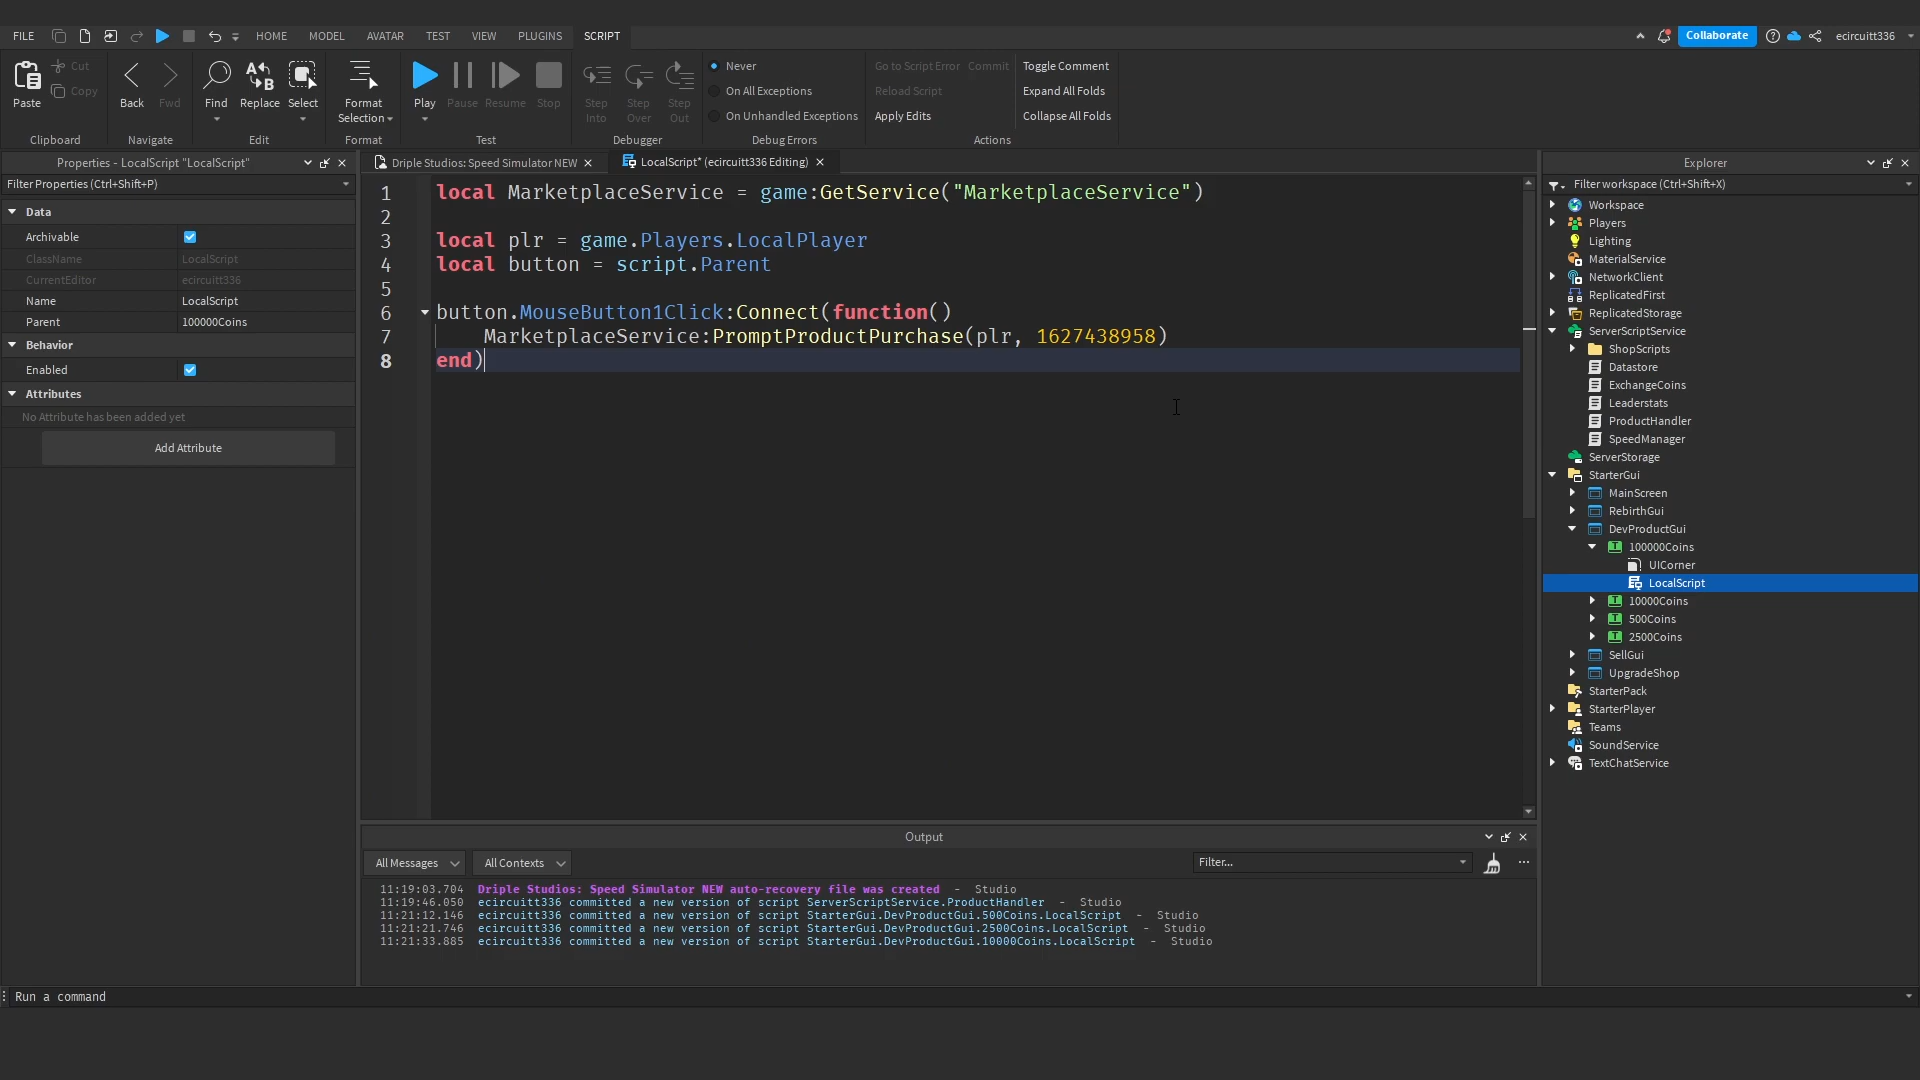 FILE HOME MODEL AVATAR TEST VIEW PLUGINS SCRIPT Collaborate ecircuitt336
Paste Cut Copy Back Fwd Find Replace Select Format Selection Play Pause Resume Stop Step Into Step Over Step Out
Never
On All Exceptions
On Unhandled Exceptions
Go to Script Error Commit
Reload Script
Apply Edits
Toggle Comment
Expand All Folds
Collapse All Folds
Clipboard Navigate Edit Format Test Debugger Debug Errors Actions
Properties - LocalScript "LocalScript"
Filter Properties (Ctrl+Shift+P)
Data
Archivable
ClassName LocalScript
CurrentEditor ecircuitt336
Name LocalScript
Parent 100000Coins
Behavior
Enabled
Attributes
No Attribute has been added yet
Add Attribute
Driple Studios: Speed Simulator NEW LocalScript* (ecircuitt336 Editing)
1 local MarketplaceService = game:GetService("MarketplaceService")
2
3 local plr = game.Players.LocalPlayer
4 local button = script.Parent
5
6 button.MouseButton1Click:Connect(function()
7 MarketplaceService:PromptProductPurchase(plr, 1627438958)
8 end)
Output
All Messages All Contexts Filter...
11:19:03.704 Driple Studios: Speed Simulator NEW auto-recovery file was created - Studio
11:19:46.050 ecircuitt336 committed a new version of script ServerScriptService.ProductHandler - Studio
11:21:12.146 ecircuitt336 committed a new version of script StarterGui.DevProductGui.500Coins.LocalScript - Studio
11:21:21.746 ecircuitt336 committed a new version of script StarterGui.DevProductGui.2500Coins.LocalScript - Studio
11:21:33.885 ecircuitt336 committed a new version of script StarterGui.DevProductGui.10000Coins.LocalScript - Studio
Explorer
Filter workspace (Ctrl+Shift+X)
Workspace
Players
Lighting
MaterialService
NetworkClient
ReplicatedFirst
ReplicatedStorage
ServerScriptService
ShopScripts
Datastore
ExchangeCoins
Leaderstats
ProductHandler
SpeedManager
ServerStorage
StarterGui
MainScreen
RebirthGui
DevProductGui
100000Coins
UICorner
LocalScript
10000Coins
500Coins
2500Coins
SellGui
UpgradeShop
StarterPack
StarterPlayer
Teams
SoundService
TextChatService
Run a command